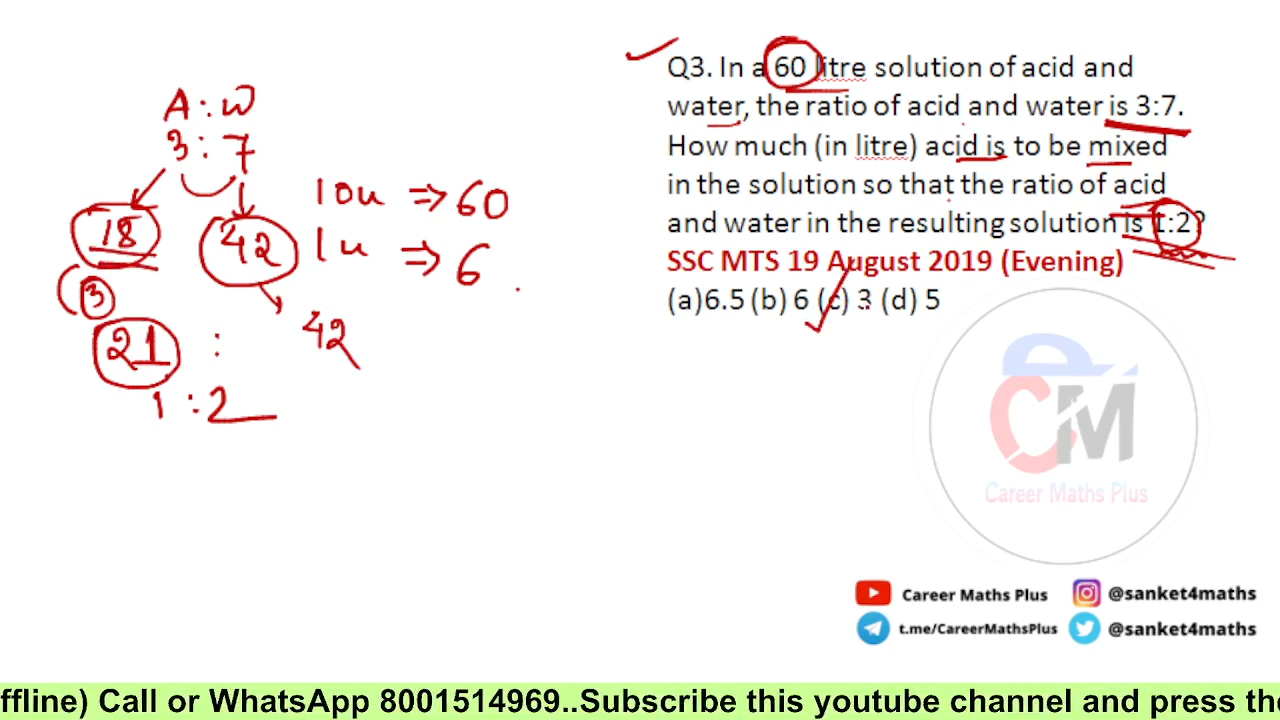 A : W
3 : 7
10u ⇒ 60
18
42
1u ⇒ 6
3
21 : 42
1 : 2
Q3. In a 60 litre solution of acid and
water, the ratio of acid and water is 3:7.
How much (in litre) acid is to be mixed
in the solution so that the ratio of acid
and water in the resulting solution is 1:2?
SSC MTS 19 August 2019 (Evening)
(a)6.5 (b) 6 (c) 3 (d) 5
eCM
Career Maths Plus
Career Maths Plus
@sanket4maths
t.me/CareerMathsPlus
@sanket4maths
ffline) Call or WhatsApp 8001514969..Subscribe this youtube channel and press the